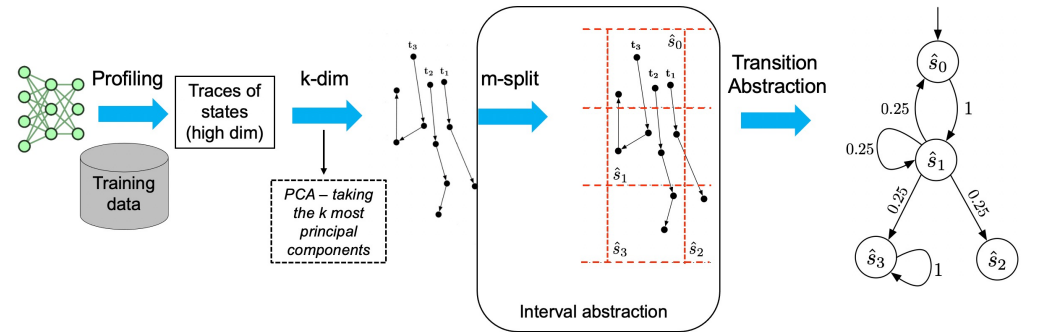 Profiling
Training
data
Traces of
states
(high dim)
k-dim
PCA – taking
the k most
principal
components
t₃
t₂ t₁
m-split
ŝ₀
t₃
t₂ t₁
ŝ₁
ŝ₃
ŝ₂
Interval abstraction
Transition
Abstraction
ŝ₀
0.25
1
0.25
ŝ₁
0.25
0.25
ŝ₃
1
ŝ₂